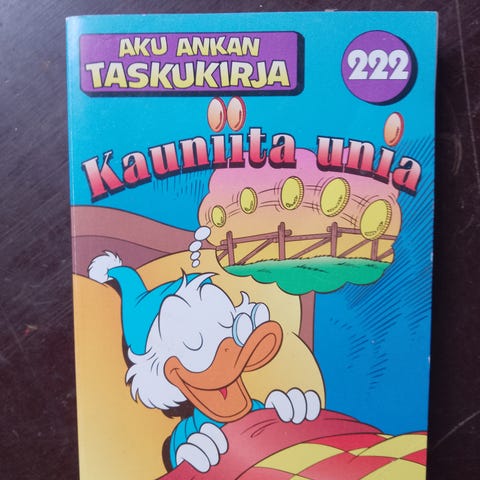 AKU ANKAN
TASKUKIRJA
222
Kauniita unia